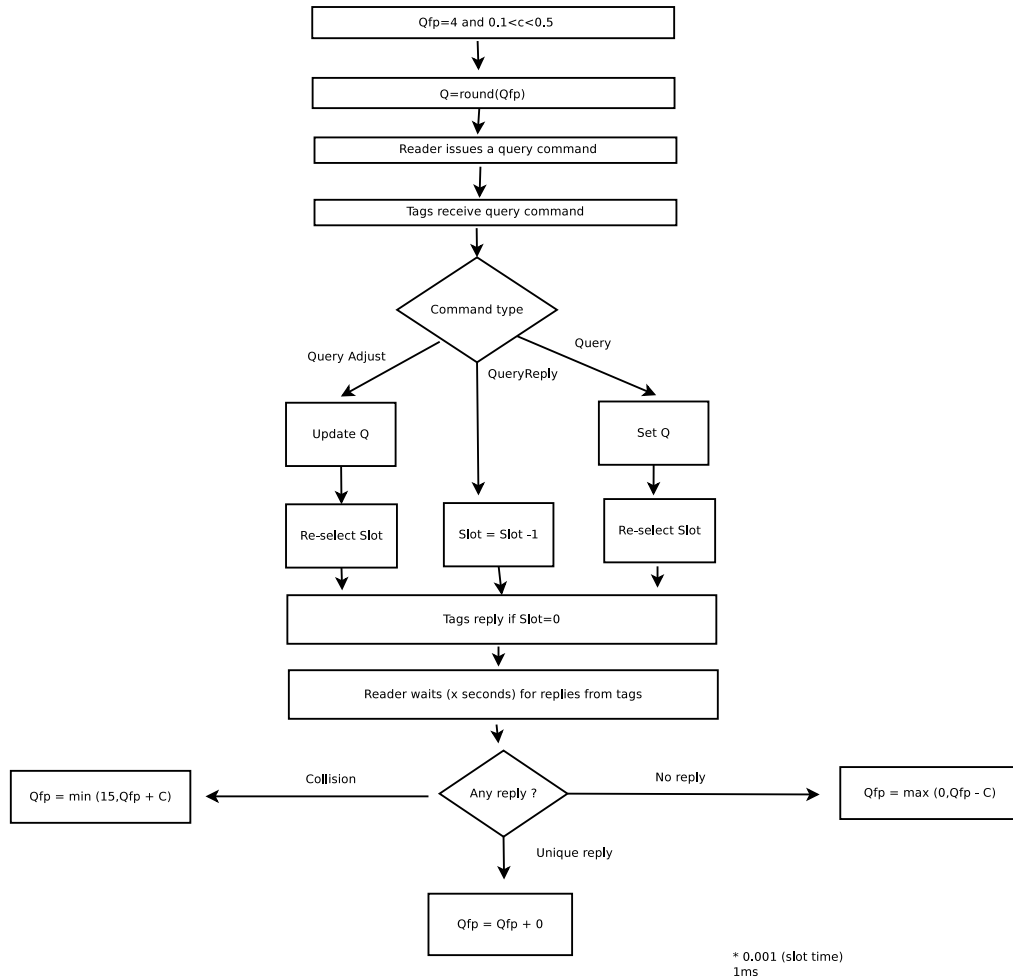 Qfp=4 and 0.1<c<0.5
Q=round(Qfp)
Reader issues a query command
Tags receive query command
Command type
Query Adjust
QueryReply
Query
Update Q
Set Q
Re-select Slot
Slot = Slot -1
Re-select Slot
Tags reply if Slot=0
Reader waits (x seconds) for replies from tags
Any reply ?
Collision
No reply
Unique reply
Qfp = min (15,Qfp + C)
Qfp = max (0,Qfp - C)
Qfp = Qfp + 0
* 0.001 (slot time)
1ms